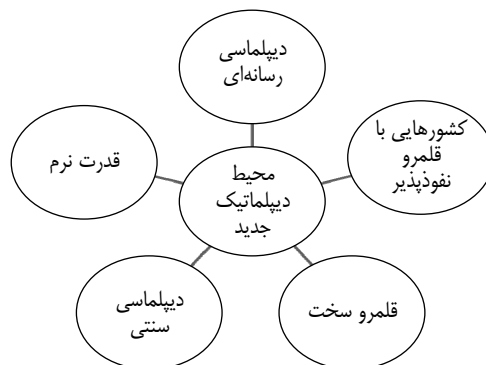 دیپلماسی
رسانه‌ای
کشورهایی با
قلمرو
نفوذپذیر
قلمرو سخت
دیپلماسی
سنتی
قدرت نرم
محیط
دیپلماتیک
جدید